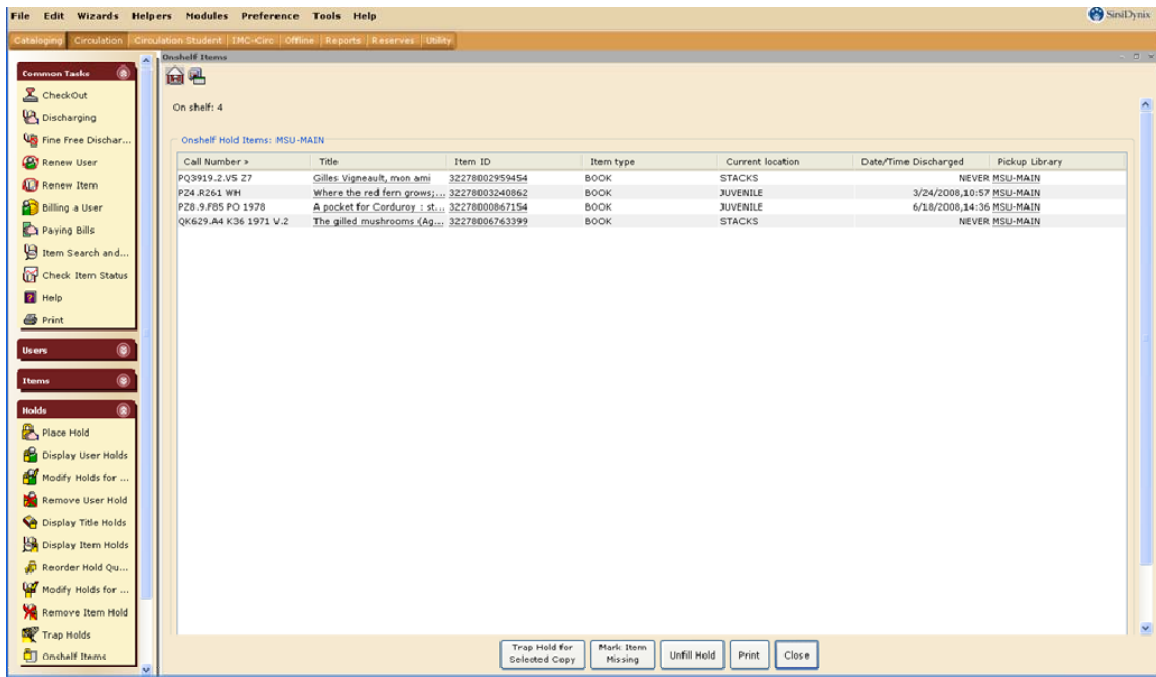 File Edit Wizards Helpers Modules Preference Tools Help
SirsiDynix
Cataloging Circulation Circulation Student IMC-Circ Offline Reports Reserves Utility
Onshelf Items
Common Tasks
CheckOut
Discharging
Fine Free Dischar...
Renew User
Renew Item
Billing a User
Paying Bills
Item Search and...
Check Item Status
Help
Print
Users
Items
Holds
Place Hold
Display User Holds
Modify Holds for ...
Remove User Hold
Display Title Holds
Display Item Holds
Reorder Hold Qu...
Modify Holds for ...
Remove Item Hold
Trap Holds
Onshelf Items
On shelf: 4
Onshelf Hold Items: MSU-MAIN
Call Number » Title Item ID Item type Current location Date/Time Discharged Pickup Library
PQ3919.2.V5 Z7 Gilles Vigneault, mon ami 32278002959454 BOOK STACKS NEVER MSU-MAIN
PZ4.R261 WH Where the red fern grows;... 32278003240862 BOOK JUVENILE 3/24/2008,10:57 MSU-MAIN
PZ8.9.F85 PO 1978 A pocket for Corduroy : st... 32278000867154 BOOK JUVENILE 6/18/2008,14:36 MSU-MAIN
QK629.A4 K36 1971 V.2 The gilled mushrooms (Ag... 32278006763399 BOOK STACKS NEVER MSU-MAIN
Trap Hold for Selected Copy
Mark Item Missing
Unfill Hold
Print
Close